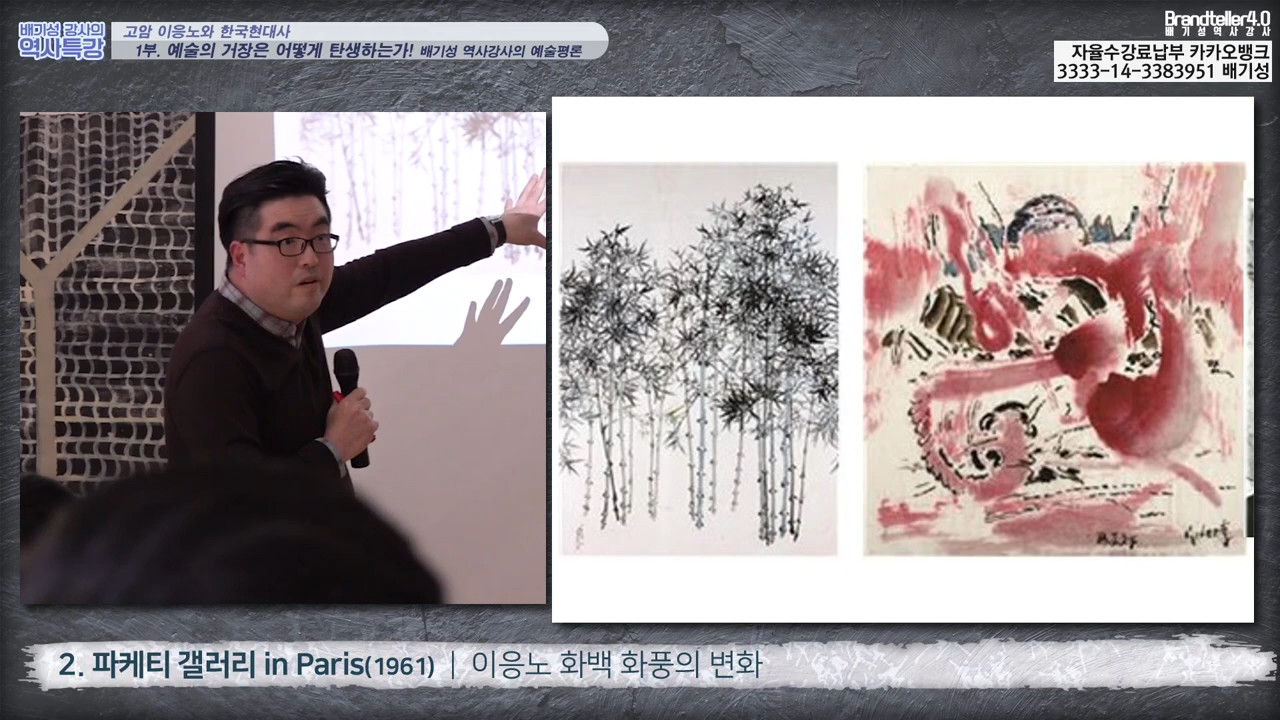 배기성 강사의
역사특강
고암 이응노와 한국현대사
1부. 예술의 거장은 어떻게 탄생하는가! 배기성 역사강사의 예술평론
Brandteller4.0
배기성역사강사
자율수강료납부 카카오뱅크
3333-14-3383951 배기성
2. 파케티 갤러리 in Paris(1961) | 이응노 화백 화풍의 변화